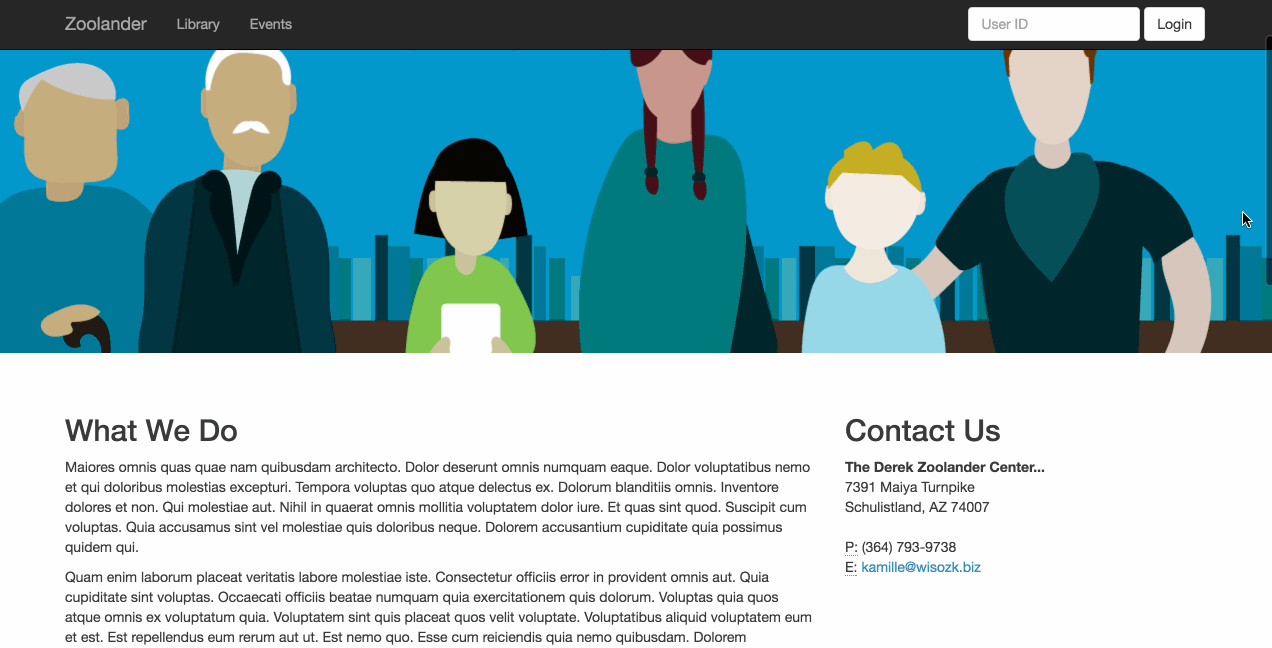 Zoolander Library Events User ID Login
What We Do
Maiores omnis quas quae nam quibusdam architecto. Dolor deserunt omnis numquam eaque. Dolor voluptatibus nemo
et qui doloribus molestias excepturi. Tempora voluptas quo atque delectus ex. Dolorum blanditiis omnis. Inventore
dolores et non. Qui molestiae aut. Nihil in quaerat omnis mollitia voluptatem dolor iure. Et quas sint quod. Suscipit cum
voluptas. Quia accusamus sint vel molestiae quis doloribus neque. Dolorem accusantium cupiditate quia possimus
quidem qui.
Quam enim laborum placeat veritatis labore molestiae iste. Consectetur officiis error in provident omnis aut. Quia
cupiditate sint voluptas. Occaecati officiis beatae numquam quia exercitationem quis dolorum. Voluptas quia quos
atque omnis ex voluptatum quia. Voluptatem sint quis placeat quos velit voluptate. Voluptatibus aliquid voluptatem eum
et est. Est repellendus eum rerum aut ut. Est nemo quo. Esse cum reiciendis quia nemo quibusdam. Dolorem
Contact Us
The Derek Zoolander Center...
7391 Maiya Turnpike
Schulistland, AZ 74007
P: (364) 793-9738
E: kamille@wisozk.biz